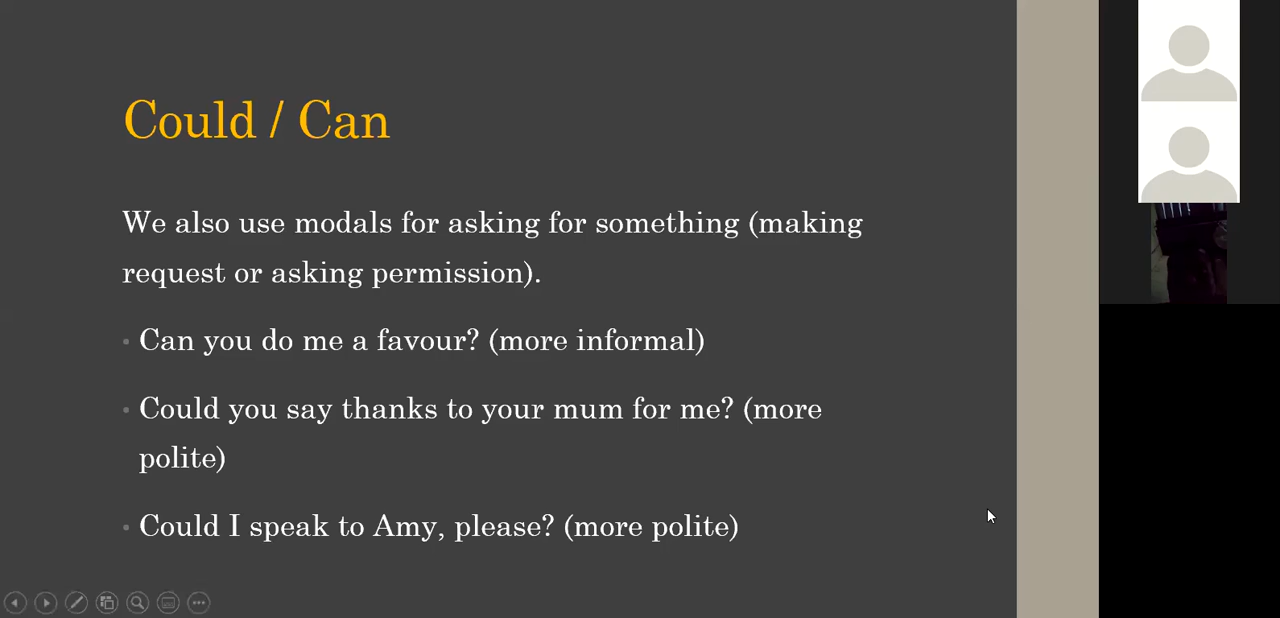 Could / Can
We also use modals for asking for something (making
request or asking permission).
• Can you do me a favour? (more informal)
• Could you say thanks to your mum for me? (more
polite)
• Could I speak to Amy, please? (more polite)